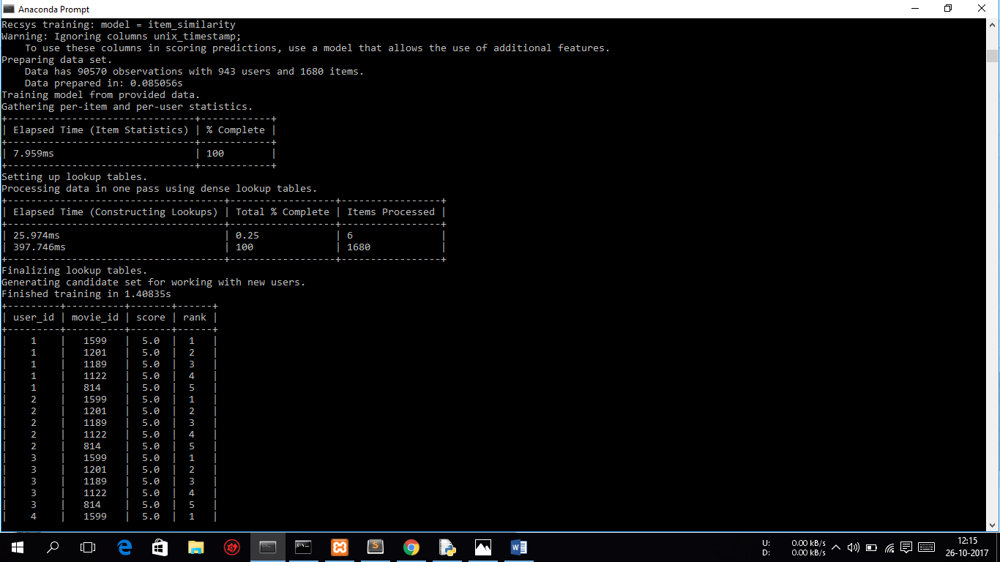 Anaconda Prompt
Recsys training: model = item_similarity
Warning: Ignoring columns unix_timestamp;
    To use these columns in scoring predictions, use a model that allows the use of additional features.
Preparing data set.
    Data has 90570 observations with 943 users and 1680 items.
    Data prepared in: 0.085056s
Training model from provided data.
Gathering per-item and per-user statistics.
+--------------------------------+------------+
| Elapsed Time (Item Statistics) | % Complete |
+--------------------------------+------------+
| 7.959ms                        | 100        |
+--------------------------------+------------+
Setting up lookup tables.
Processing data in one pass using dense lookup tables.
+-------------------------------------+------------------+-----------------+
| Elapsed Time (Constructing Lookups) | Total % Complete | Items Processed |
+-------------------------------------+------------------+-----------------+
| 25.974ms                            | 0.25             | 6               |
| 397.746ms                           | 100              | 1680            |
+-------------------------------------+------------------+-----------------+
Finalizing lookup tables.
Generating candidate set for working with new users.
Finished training in 1.40835s
+---------+----------+-------+------+
| user_id | movie_id | score | rank |
+---------+----------+-------+------+
|    1    |   1599   |  5.0  |  1   |
|    1    |   1201   |  5.0  |  2   |
|    1    |   1189   |  5.0  |  3   |
|    1    |   1122   |  5.0  |  4   |
|    1    |   814    |  5.0  |  5   |
|    2    |   1599   |  5.0  |  1   |
|    2    |   1201   |  5.0  |  2   |
|    2    |   1189   |  5.0  |  3   |
|    2    |   1122   |  5.0  |  4   |
|    2    |   814    |  5.0  |  5   |
|    3    |   1599   |  5.0  |  1   |
|    3    |   1201   |  5.0  |  2   |
|    3    |   1189   |  5.0  |  3   |
|    3    |   1122   |  5.0  |  4   |
|    3    |   814    |  5.0  |  5   |
|    4    |   1599   |  5.0  |  1   |
U: 0.00 kB/s
D: 0.00 kB/s
12:15
26-10-2017